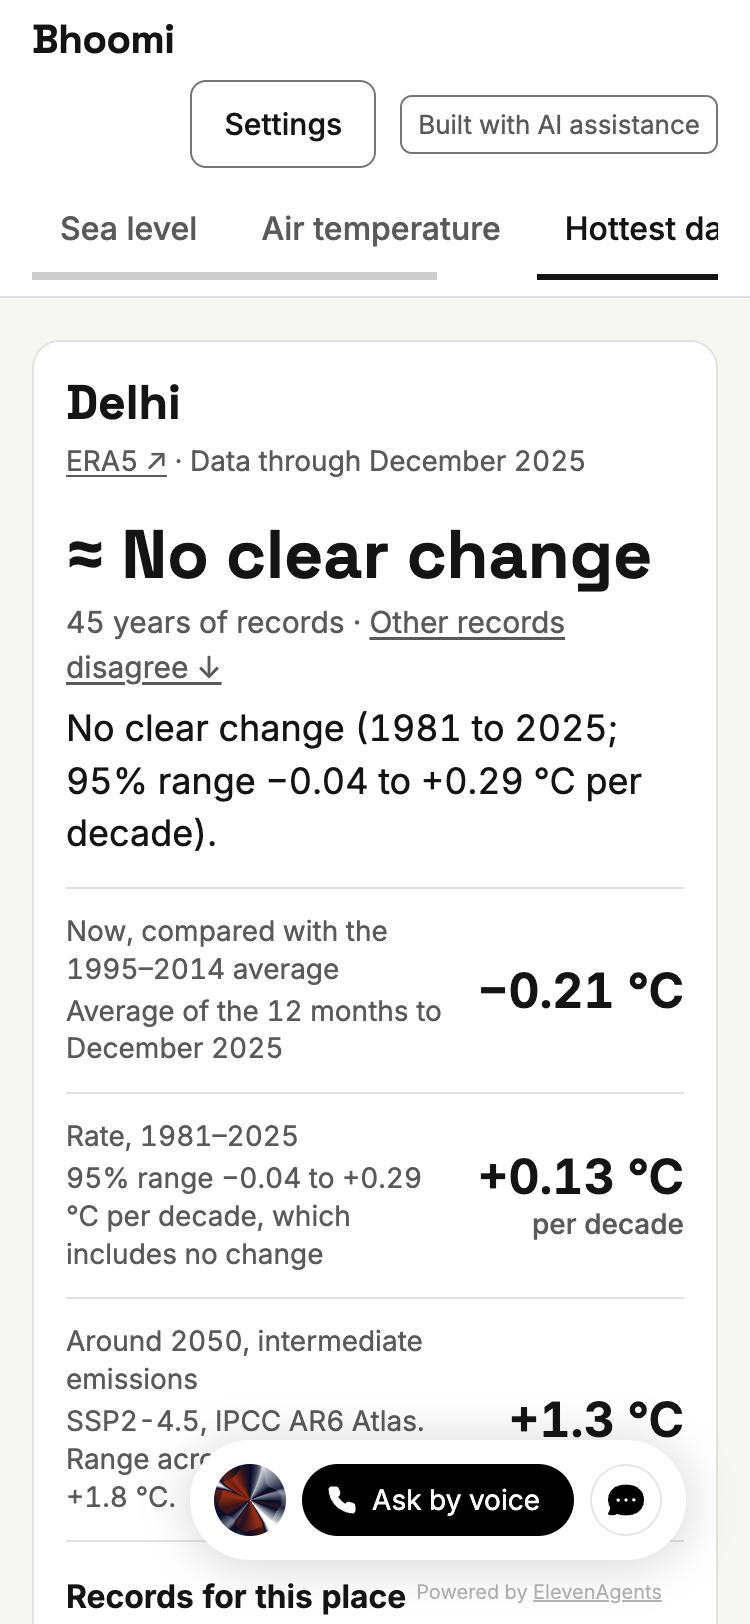 Bhoomi
Settings
Built with AI assistance
Sea level
Air temperature
Hottest da
Delhi
ERA5 ↗ · Data through December 2025
≈ No clear change
45 years of records · Other records
disagree ↓
No clear change (1981 to 2025;
95% range −0.04 to +0.29 °C per
decade).
Now, compared with the
1995–2014 average
Average of the 12 months to
December 2025
−0.21 °C
Rate, 1981–2025
95% range −0.04 to +0.29
°C per decade, which
includes no change
+0.13 °C
per decade
Around 2050, intermediate
emissions
SSP2-4.5, IPCC AR6 Atlas.
Range
+1.8 °C.
+1.3 °C
Ask by voice
Records for this place
Powered by ElevenAgents